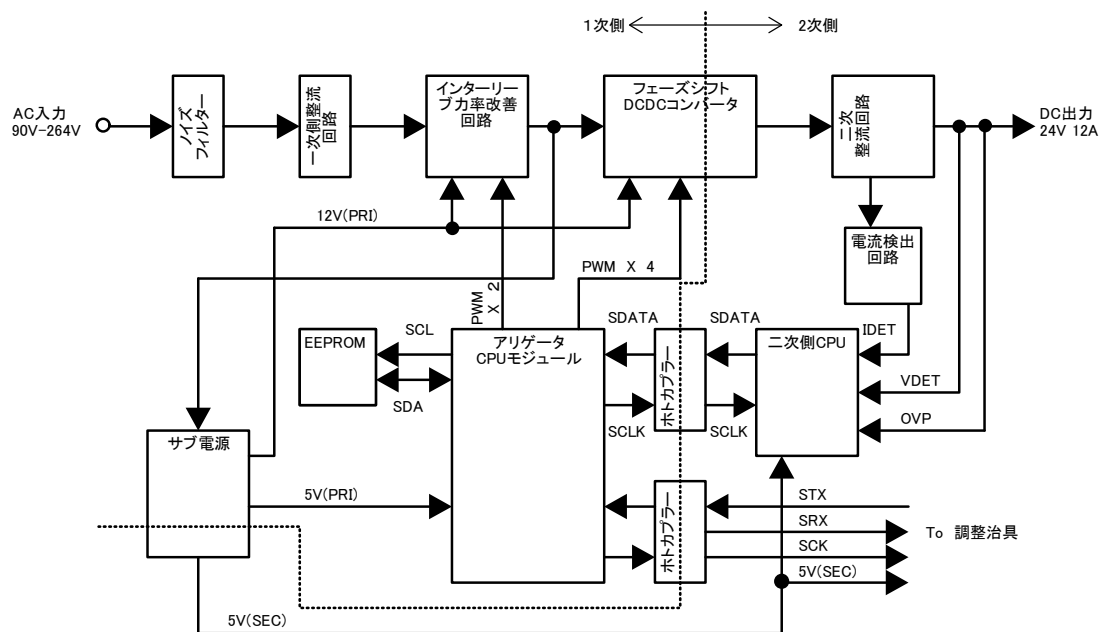 1次側
2次側
AC入力
90V-264V
ノイズ
フィルター
一次側整流
回路
インターリー
ブ力率改善
回路
フェーズシフト
DCDCコンバータ
二次
整流回路
DC出力
24V 12A
12V(PRI)
PWM
X 2
PWM X 4
電流検出
回路
EEPROM
SCL
SDA
アリゲータ
CPUモジュール
SDATA
SCLK
ホトカプラー
SDATA
SCLK
二次側CPU
IDET
VDET
OVP
サブ電源
5V(PRI)
ホトカプラー
STX
SRX
SCK
5V(SEC)
To 調整治具
5V(SEC)